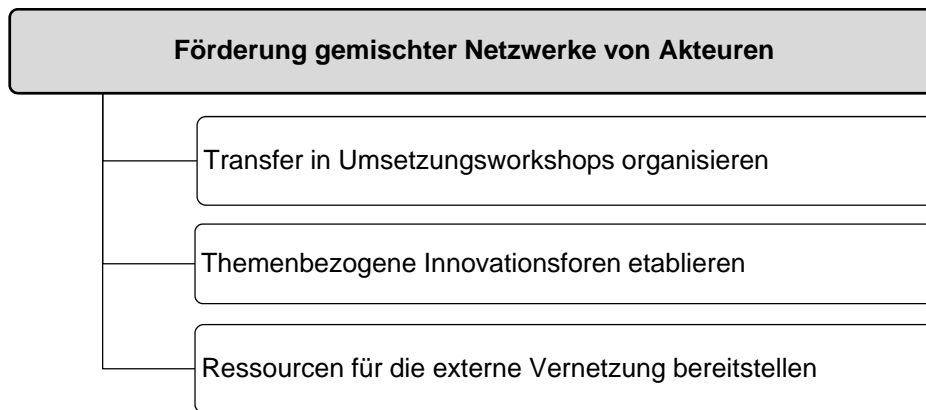 Förderung gemischter Netzwerke von Akteuren
Transfer in Umsetzungsworkshops organisieren
Themenbezogene Innovationsforen etablieren
Ressourcen für die externe Vernetzung bereitstellen